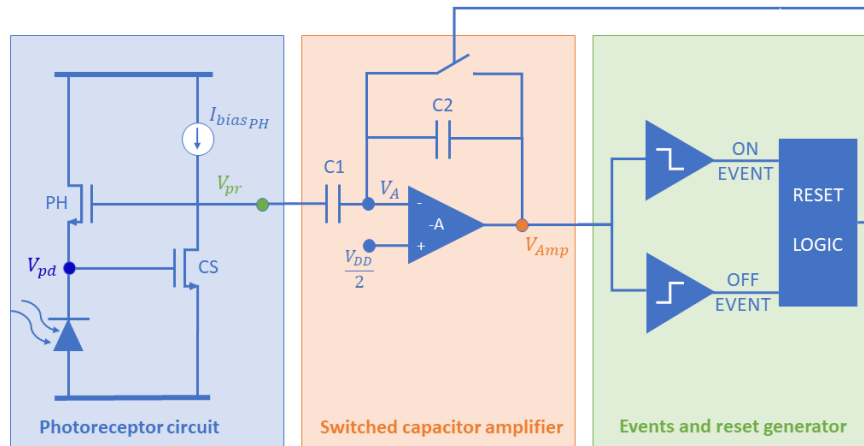 I_bias_PH
C2
C1
V_pr
V_A
PH
-
-A
+
V_pd
CS
V_DD
2
V_Amp
ON
EVENT
RESET
LOGIC
OFF
EVENT
Photoreceptor circuit
Switched capacitor amplifier
Events and reset generator